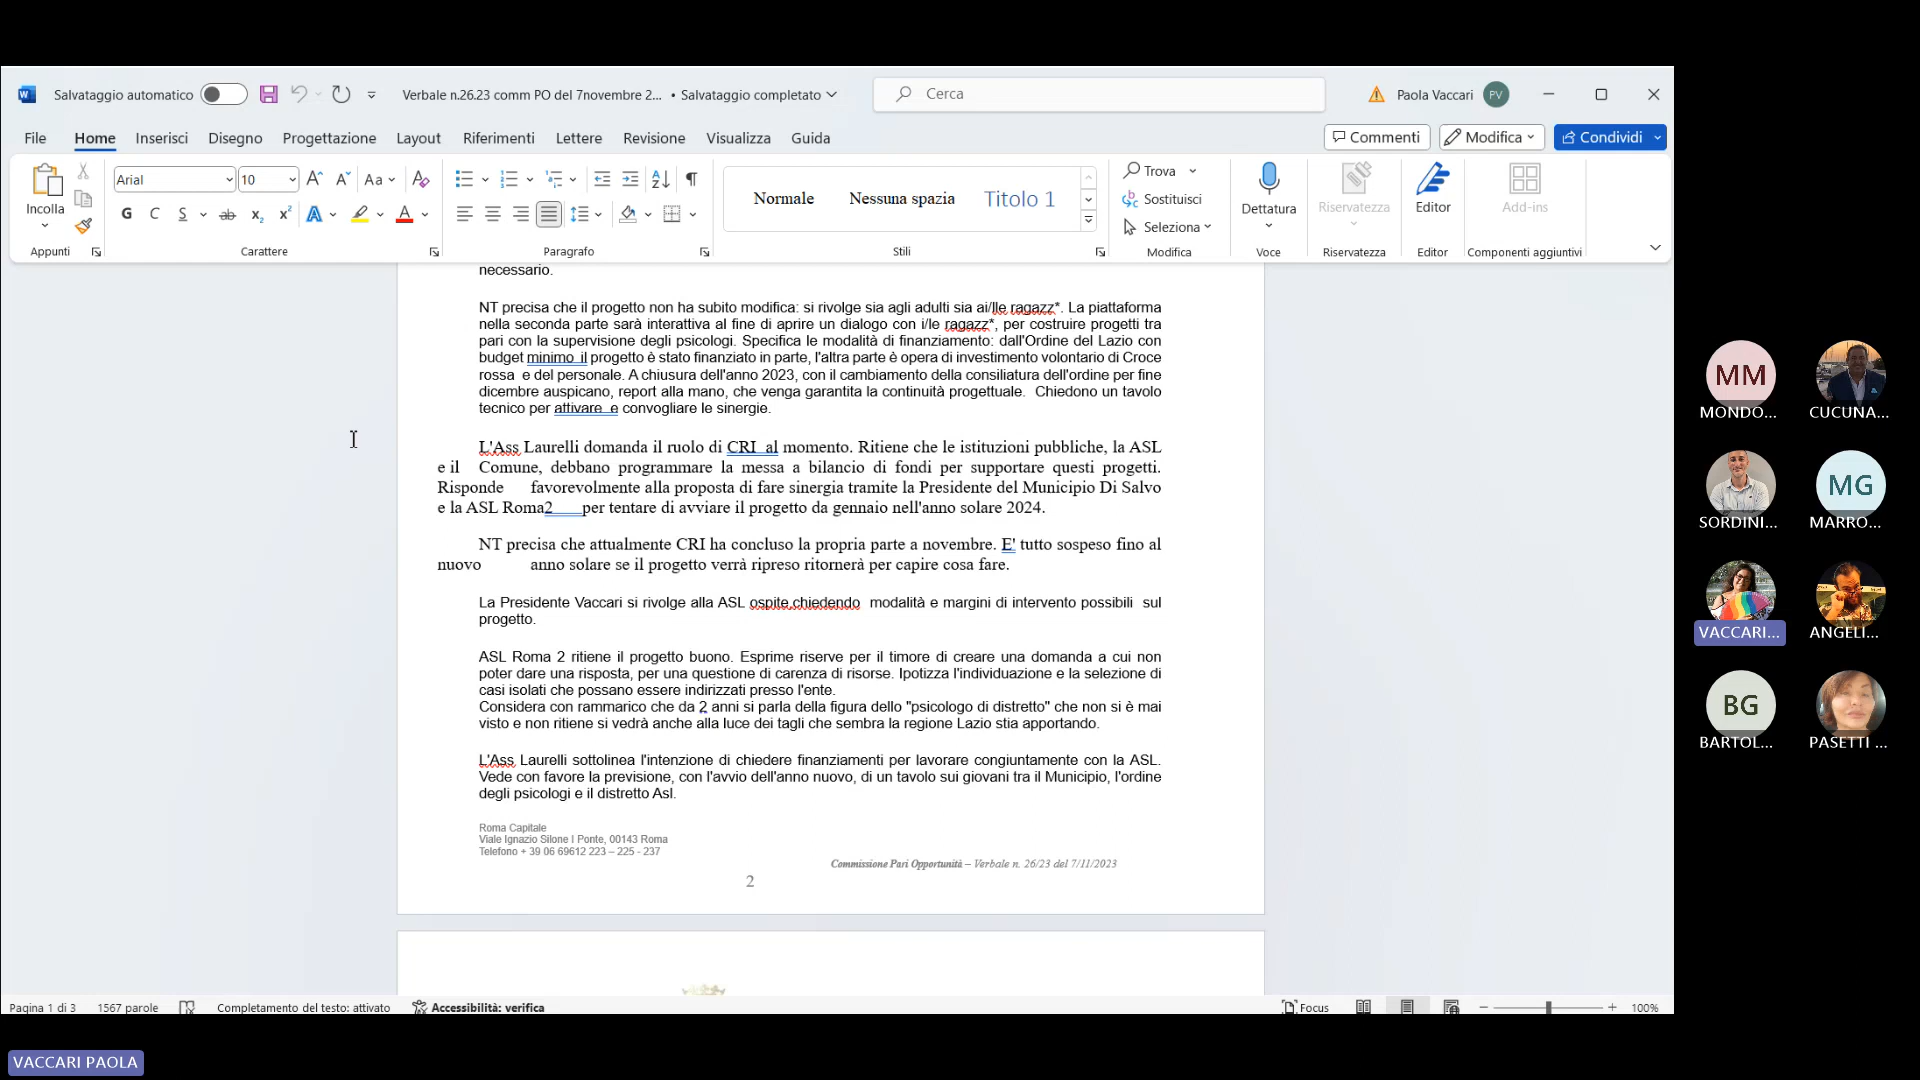 Salvataggio automatico
Verbale n.26.23 comm PO del 7novembre 2... • Salvataggio completato
Cerca
Paola Vaccari
PV
File Home Inserisci Disegno Progettazione Layout Riferimenti Lettere Revisione Visualizza Guida
Commenti
Modifica
Condividi
Incolla
Appunti
Arial
10
Aa
G C S ab x₂ x² A A
Carattere
Paragrafo
Normale
Nessuna spazia
Titolo 1
Stili
Trova
Sostituisci
Seleziona
Modifica
Dettatura
Voce
Riservatezza
Riservatezza
Editor
Editor
Add-ins
Componenti aggiuntivi
necessario.
NT precisa che il progetto non ha subito modifica: si rivolge sia agli adulti sia ai/lle ragazz*. La piattaforma
nella seconda parte sarà interattiva al fine di aprire un dialogo con i/le ragazz*, per costruire progetti tra
pari con la supervisione degli psicologi. Specifica le modalità di finanziamento: dall'Ordine del Lazio con
budget minimo il progetto è stato finanziato in parte, l'altra parte è opera di investimento volontario di Croce
rossa e del personale. A chiusura dell'anno 2023, con il cambiamento della consiliatura dell'ordine per fine
dicembre auspicano, report alla mano, che venga garantita la continuità progettuale. Chiedono un tavolo
tecnico per attivare e convogliare le sinergie.
L'Ass Laurelli domanda il ruolo di CRI al momento. Ritiene che le istituzioni pubbliche, la ASL
e il Comune, debbano programmare la messa a bilancio di fondi per supportare questi progetti.
Risponde favorevolmente alla proposta di fare sinergia tramite la Presidente del Municipio Di Salvo
e la ASL Roma2 per tentare di avviare il progetto da gennaio nell'anno solare 2024.
NT precisa che attualmente CRI ha concluso la propria parte a novembre. E' tutto sospeso fino al
nuovo anno solare se il progetto verrà ripreso ritornerà per capire cosa fare.
La Presidente Vaccari si rivolge alla ASL ospite,chiedendo modalità e margini di intervento possibili sul
progetto.
ASL Roma 2 ritiene il progetto buono. Esprime riserve per il timore di creare una domanda a cui non
poter dare una risposta, per una questione di carenza di risorse. Ipotizza l'individuazione e la selezione di
casi isolati che possano essere indirizzati presso l'ente.
Considera con rammarico che da 2 anni si parla della figura dello "psicologo di distretto" che non si è mai
visto e non ritiene si vedrà anche alla luce dei tagli che sembra la regione Lazio stia apportando.
L'Ass Laurelli sottolinea l'intenzione di chiedere finanziamenti per lavorare congiuntamente con la ASL.
Vede con favore la previsione, con l'avvio dell'anno nuovo, di un tavolo sui giovani tra il Municipio, l'ordine
degli psicologi e il distretto Asl.
Roma Capitale
Viale Ignazio Silone I Ponte, 00143 Roma
Telefono + 39 06 69612 223 – 225 - 237
Commissione Pari Opportunità – Verbale n. 26/23 del 7/11/2023
2
Pagina 1 di 3
1567 parole
Completamento del testo: attivato
Accessibilità: verifica
Focus
100%
MM
MONDO...
CUCUNA...
SORDINI...
MG
MARRO...
VACCARI...
ANGELI...
BG
BARTOL...
PASETTI ...
VACCARI PAOLA